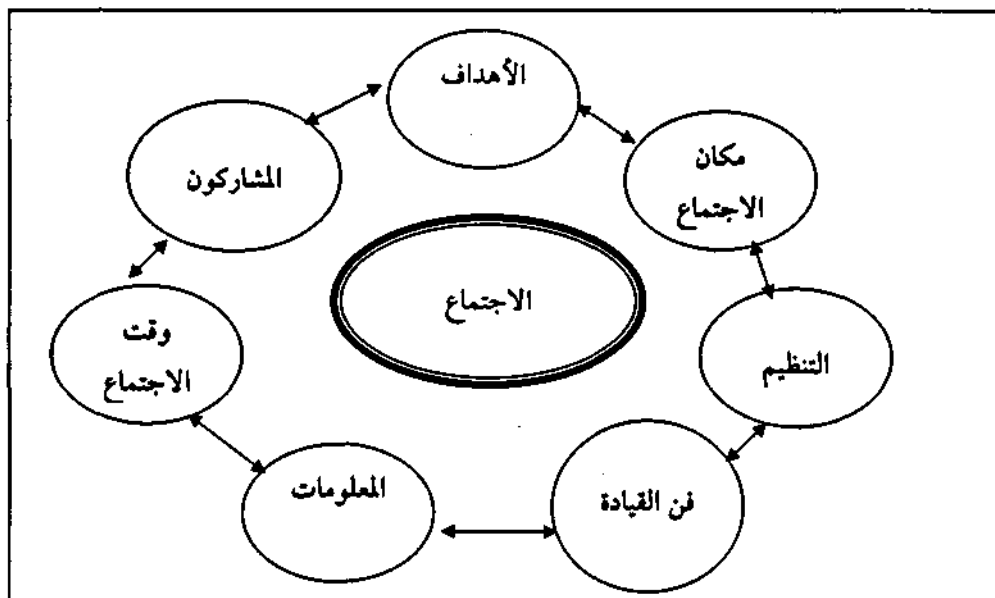 الأهداف
مكان
الاجتماع
المشاركون
الاجتماع
وقت
الاجتماع
التنظيم
المعلومات
فن القيادة